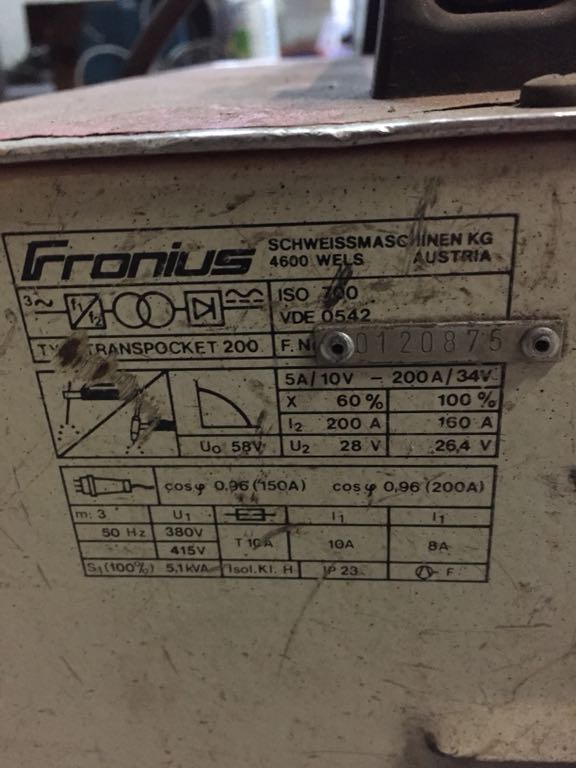 Fronius SCHWEISSMASCHINEN KG
4600 WELS AUSTRIA
3~ f1 f2 ISO 700
VDE 0542
TRANSPOCKET 200 F. N 0120875
5A/10V – 200A/34V
X 60% 100%
I2 200 A 160 A
U0 58V U2 28 V 26,4 V
cosφ 0,96 (150A) cosφ 0,96 (200A)
m: 3 U1 I1 I1
50 Hz 380V T 10A 10A 8A
415V
S1(100%) 5,1kVA Isol. Kl. H IP 23 F